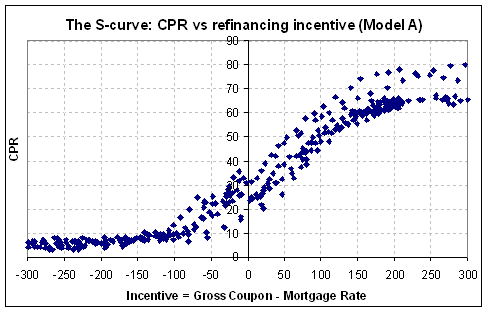 The S-curve: CPR vs refinancing incentive (Model A)
90
80
70
60
50
40
30
20
10
0
CPR
-300 -250 -200 -150 -100 -50 0 50 100 150 200 250 300
Incentive = Gross Coupon - Mortgage Rate